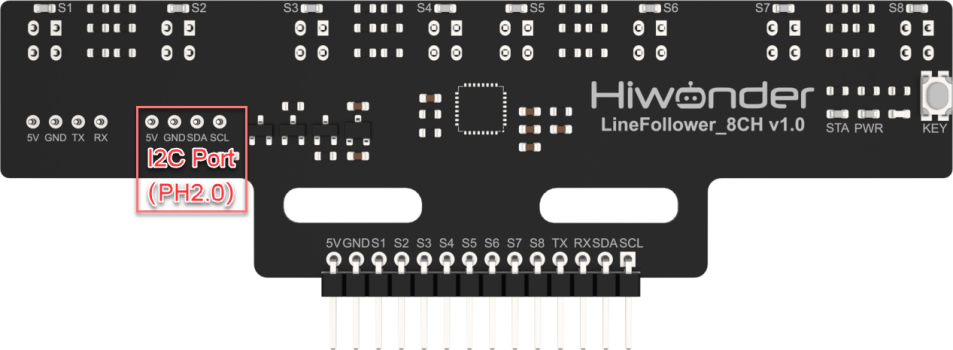 S1 S2 S3 S4 S5 S6 S7 S8
Hiwonder
LineFollower_8CH v1.0
STA PWR KEY
5V GND TX RX
5V GND SDA SCL
I2C Port
(PH2.0)
5V GND S1 S2 S3 S4 S5 S6 S7 S8 TX RX SDA SCL